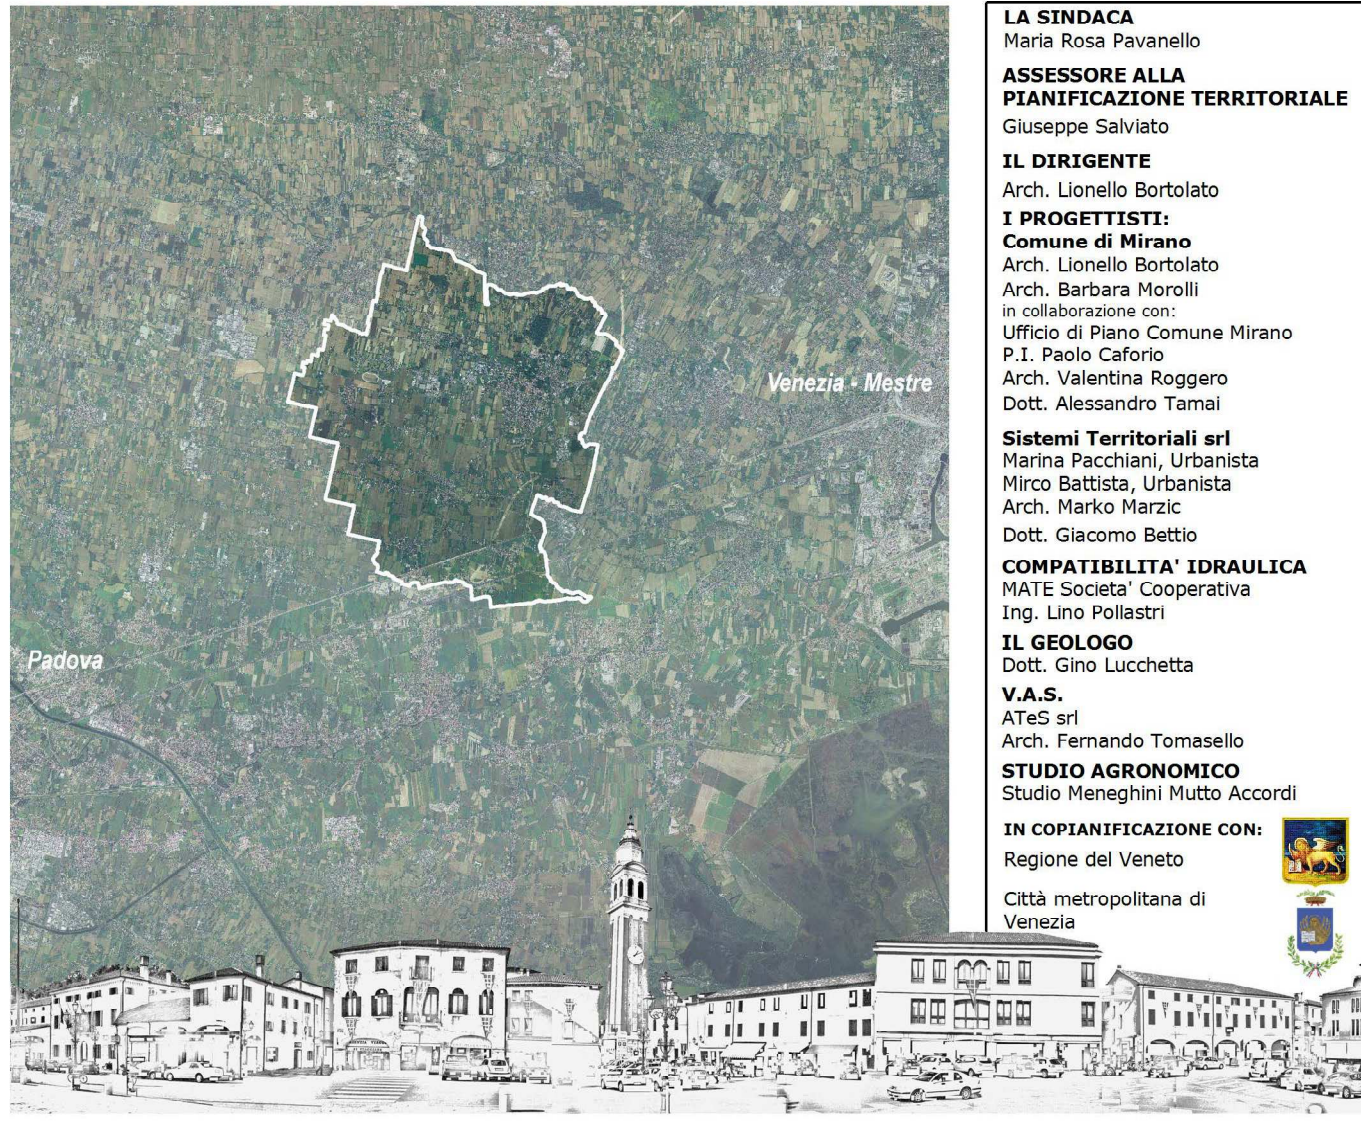 LA SINDACA
Maria Rosa Pavanello
ASSESSORE ALLA
PIANIFICAZIONE TERRITORIALE
Giuseppe Salviato
IL DIRIGENTE
Arch. Lionello Bortolato
I PROGETTISTI:
Comune di Mirano
Arch. Lionello Bortolato
Arch. Barbara Morolli
in collaborazione con:
Ufficio di Piano Comune Mirano
P.I. Paolo Caforio
Arch. Valentina Roggero
Dott. Alessandro Tamai
Sistemi Territoriali srl
Marina Pacchiani, Urbanista
Mirco Battista, Urbanista
Arch. Marko Marzic
Dott. Giacomo Bettio
COMPATIBILITA' IDRAULICA
MATE Societa' Cooperativa
Ing. Lino Pollastri
IL GEOLOGO
Dott. Gino Lucchetta
V.A.S.
ATeS srl
Arch. Fernando Tomasello
STUDIO AGRONOMICO
Studio Meneghini Mutto Accordi
IN COPIANIFICAZIONE CON:
Regione del Veneto
Città metropolitana di
Venezia
Venezia - Mestre
Padova